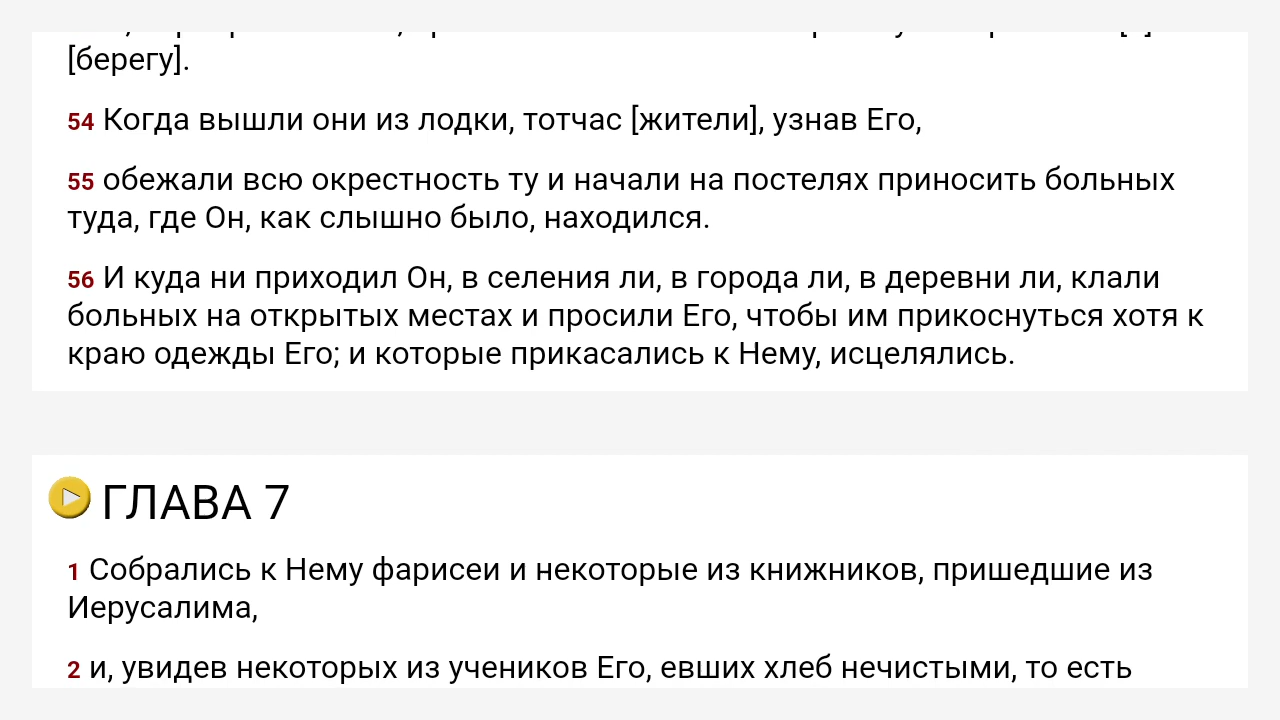 [берегу].
54 Когда вышли они из лодки, тотчас [жители], узнав Его,
55 обежали всю окрестность ту и начали на постелях приносить больных
туда, где Он, как слышно было, находился.
56 И куда ни приходил Он, в селения ли, в города ли, в деревни ли, клали
больных на открытых местах и просили Его, чтобы им прикоснуться хотя к
краю одежды Его; и которые прикасались к Нему, исцелялись.
ГЛАВА 7
1 Собрались к Нему фарисеи и некоторые из книжников, пришедшие из
Иерусалима,
2 и, увидев некоторых из учеников Его, евших хлеб нечистыми, то есть